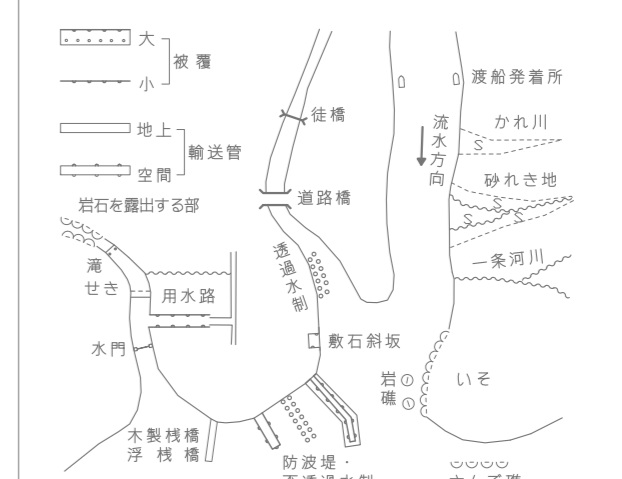 大
被覆
小
地上
輸送管
空間
岩石を露出する部
徒橋
道路橋
渡船発着所
流水方向
かれ川
砂れき地
一条河川
滝
せき
用水路
透過水制
水門
敷石斜坂
岩礁
いそ
木製桟橋
浮桟橋
防波堤・